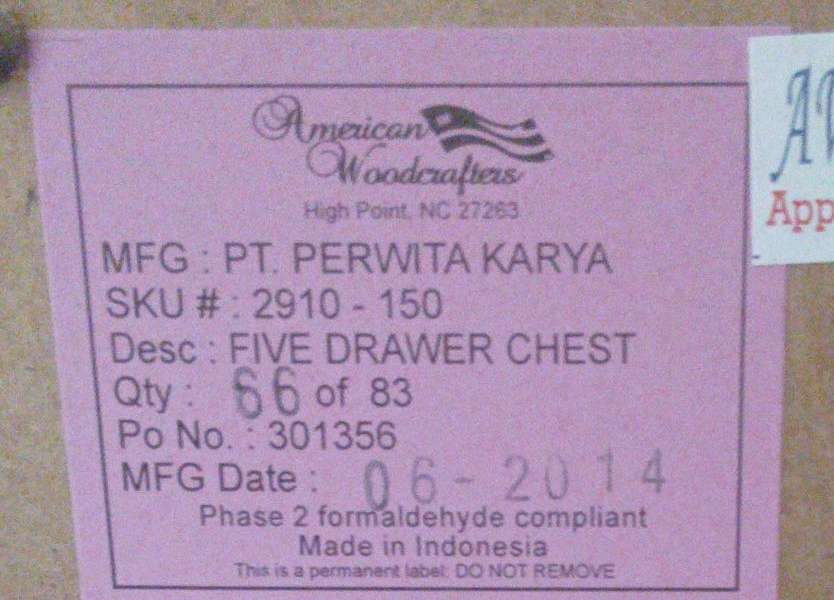 American
Woodcrafters
High Point, NC 27263
MFG : PT. PERWITA KARYA
SKU # : 2910 - 150
Desc : FIVE DRAWER CHEST
Qty : 66 of 83
Po No. : 301356
MFG Date : 06-2014
Phase 2 formaldehyde compliant
Made in Indonesia
This is a permanent label: DO NOT REMOVE
App